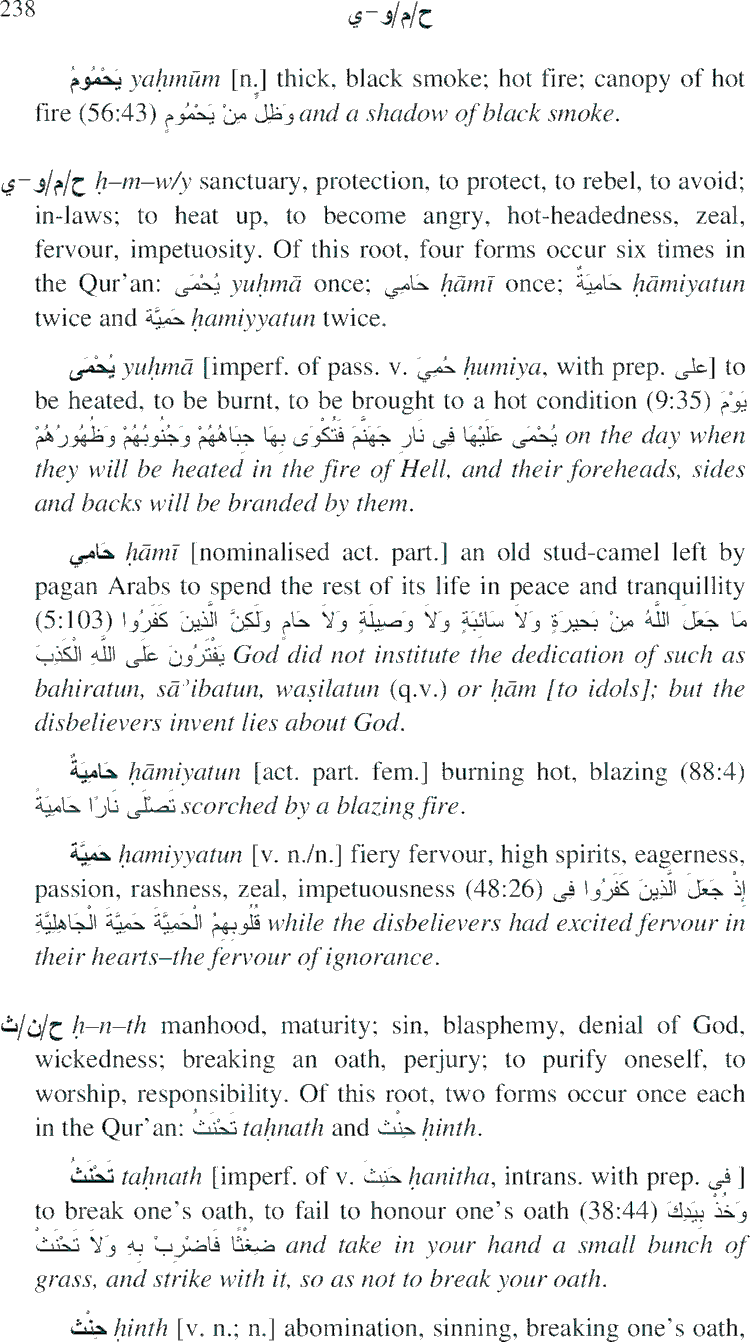 238
ح/م/و–ي
يَحْمُومُ yaḥmūm [n.] thick, black smoke; hot fire; canopy of hot
fire (56:43) وَظِلٍّ مِنْ يَحْمُومٍ and a shadow of black smoke.
ح/م/و–ي ḥ–m–w/y sanctuary, protection, to protect, to rebel, to avoid;
in-laws; to heat up, to become angry, hot-headedness, zeal,
fervour, impetuosity. Of this root, four forms occur six times in
the Qur'an: يُحْمَى yuḥmā once; حَامِي ḥāmī once; حَامِيَةٌ ḥāmiyatun
twice and حَمِيَّة ḥamiyyatun twice.
يُحْمَى yuḥmā [imperf. of pass. v. حُمِيَ ḥumiya, with prep. على] to
be heated, to be burnt, to be brought to a hot condition (9:35) يَوْمَ
يُحْمَى عَلَيْهَا فِى نَارِ جَهَنَّمَ فَتُكْوَى بِهَا جِبَاهُهُمْ وَجُنُوبُهُمْ وَظُهُورُهُمْ on the day when
they will be heated in the fire of Hell, and their foreheads, sides
and backs will be branded by them.
حَامِي ḥāmī [nominalised act. part.] an old stud-camel left by
pagan Arabs to spend the rest of its life in peace and tranquillity
(5:103) مَا جَعَلَ اللَّهُ مِنْ بَحِيرَةٍ وَلاَ سَائِبَةٍ وَلاَ وَصِيلَةٍ وَلاَ حَامٍ وَلَكِنَّ الَّذِينَ كَفَرُوا
يَفْتَرُونَ عَلَى اللَّهِ الْكَذِبَ God did not institute the dedication of such as
bahiratun, sāʾibatun, waṣilatun (q.v.) or ḥām [to idols]; but the
disbelievers invent lies about God.
حَامِيَةٌ ḥāmiyatun [act. part. fem.] burning hot, blazing (88:4)
تَصْلَى نَارًا حَامِيَةً scorched by a blazing fire.
حَمِيَّة ḥamiyyatun [v. n./n.] fiery fervour, high spirits, eagerness,
passion, rashness, zeal, impetuousness (48:26) إِذْ جَعَلَ الَّذِينَ كَفَرُوا فِى
قُلُوبِهِمُ الْحَمِيَّةَ حَمِيَّةَ الْجَاهِلِيَّةِ while the disbelievers had excited fervour in
their hearts–the fervour of ignorance.
ح/ن/ث ḥ–n–th manhood, maturity; sin, blasphemy, denial of God,
wickedness; breaking an oath, perjury; to purify oneself, to
worship, responsibility. Of this root, two forms occur once each
in the Qur'an: تَحْنَثُ taḥnath and حِنْث ḥinth.
تَحْنَثُ taḥnath [imperf. of v. حَنِثَ ḥanitha, intrans. with prep. فى ]
to break one's oath, to fail to honour one's oath (38:44) وَخُذْ بِيَدِكَ
ضِغْثًا فَاضْرِبْ بِهِ وَلاَ تَحْنَثْ and take in your hand a small bunch of
grass, and strike with it, so as not to break your oath.
حِنْث ḥinth [v. n.; n.] abomination, sinning, breaking one's oath,